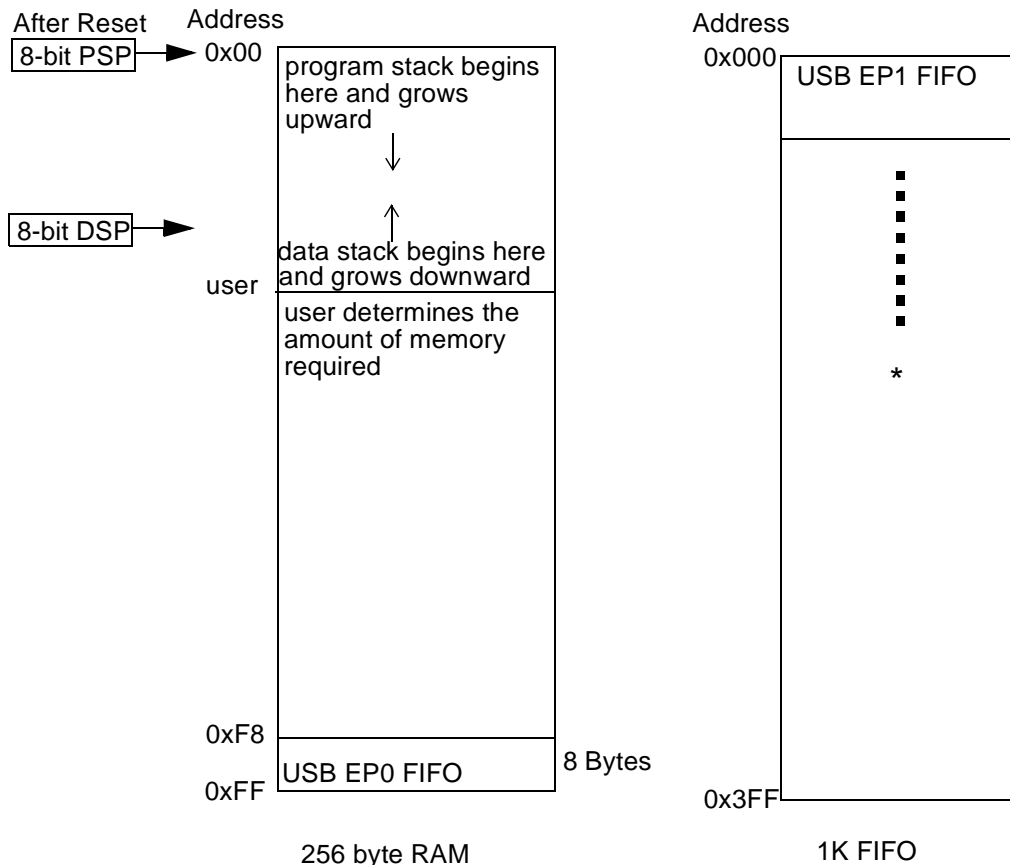 After Reset
Address
8-bit PSP
0x00
program stack begins
here and grows
upward
8-bit DSP
data stack begins here
and grows downward
user
user determines the
amount of memory
required
0xF8
USB EP0 FIFO
8 Bytes
0xFF
256 byte RAM
Address
0x000
USB EP1 FIFO
*
0x3FF
1K FIFO